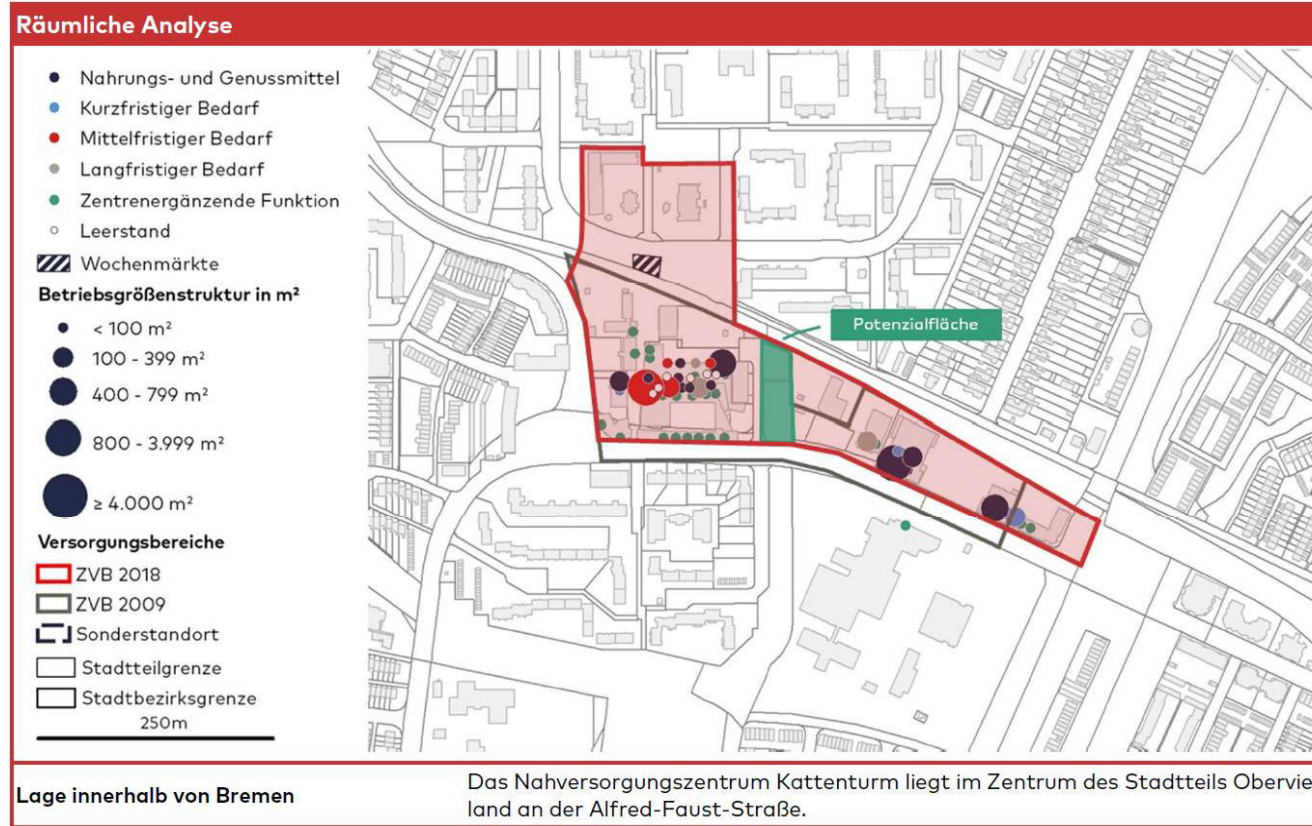 Räumliche Analyse
Nahrungs- und Genussmittel
Kurzfristiger Bedarf
Mittelfristiger Bedarf
Langfristiger Bedarf
Zentrenergänzende Funktion
Leerstand
Wochenmärkte
Betriebsgrößenstruktur in m²
< 100 m²
100 - 399 m²
400 - 799 m²
800 - 3.999 m²
≥ 4.000 m²
Versorgungsbereiche
ZVB 2018
ZVB 2009
Sonderstandort
Stadtteilgrenze
Stadtbezirksgrenze
250m
Potenzialfläche
Lage innerhalb von Bremen
Das Nahversorgungszentrum Kattenturm liegt im Zentrum des Stadtteils Obervie
land an der Alfred-Faust-Straße.